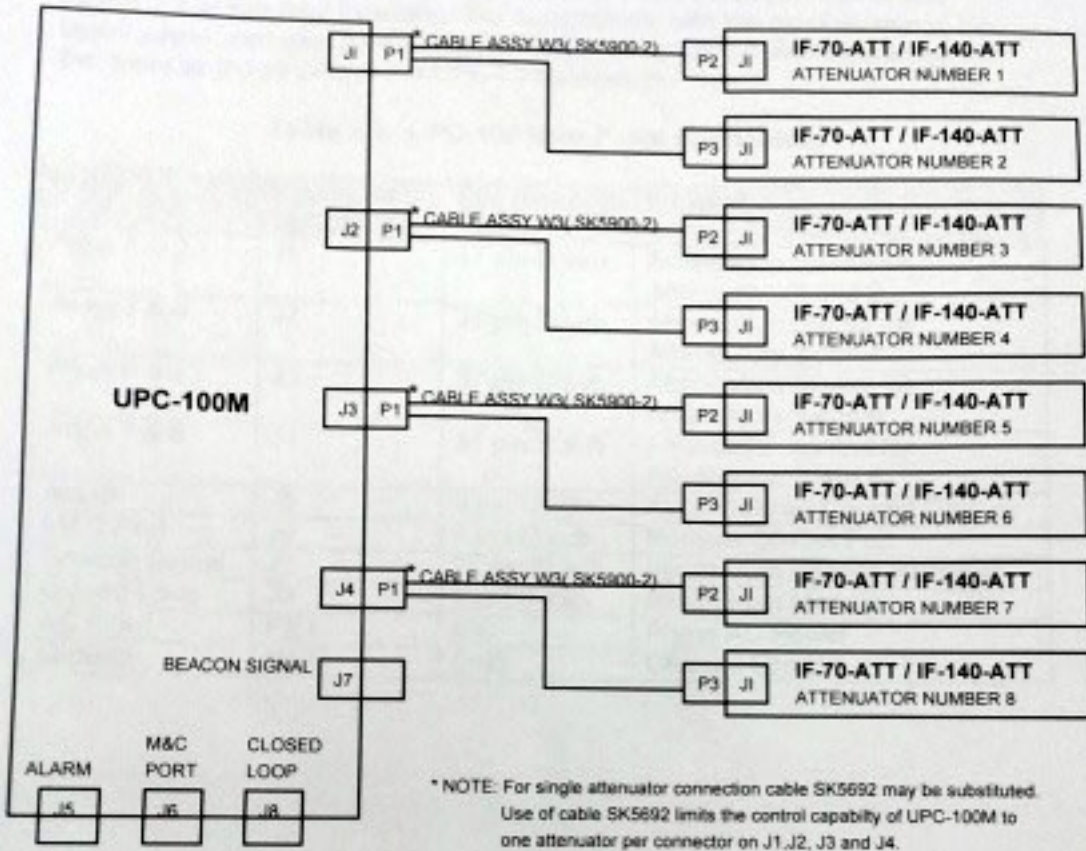 J1 P1 * CABLE ASSY W3( SK5900-2) P2 J1 IF-70-ATT / IF-140-ATT
ATTENUATOR NUMBER 1
P3 J1 IF-70-ATT / IF-140-ATT
ATTENUATOR NUMBER 2
J2 P1 * CABLE ASSY W3( SK5900-2) P2 J1 IF-70-ATT / IF-140-ATT
ATTENUATOR NUMBER 3
P3 J1 IF-70-ATT / IF-140-ATT
ATTENUATOR NUMBER 4
UPC-100M
J3 P1 * CABLE ASSY W3( SK5900-2) P2 J1 IF-70-ATT / IF-140-ATT
ATTENUATOR NUMBER 5
P3 J1 IF-70-ATT / IF-140-ATT
ATTENUATOR NUMBER 6
J4 P1 * CABLE ASSY W3( SK5900-2) P2 J1 IF-70-ATT / IF-140-ATT
ATTENUATOR NUMBER 7
BEACON SIGNAL J7
P3 J1 IF-70-ATT / IF-140-ATT
ATTENUATOR NUMBER 8
ALARM
J5
M&C
PORT
J6
CLOSED
LOOP
J8
* NOTE: For single attenuator connection cable SK5692 may be substituted.
Use of cable SK5692 limits the control capability of UPC-100M to
one attenuator per connector on J1,J2, J3 and J4.